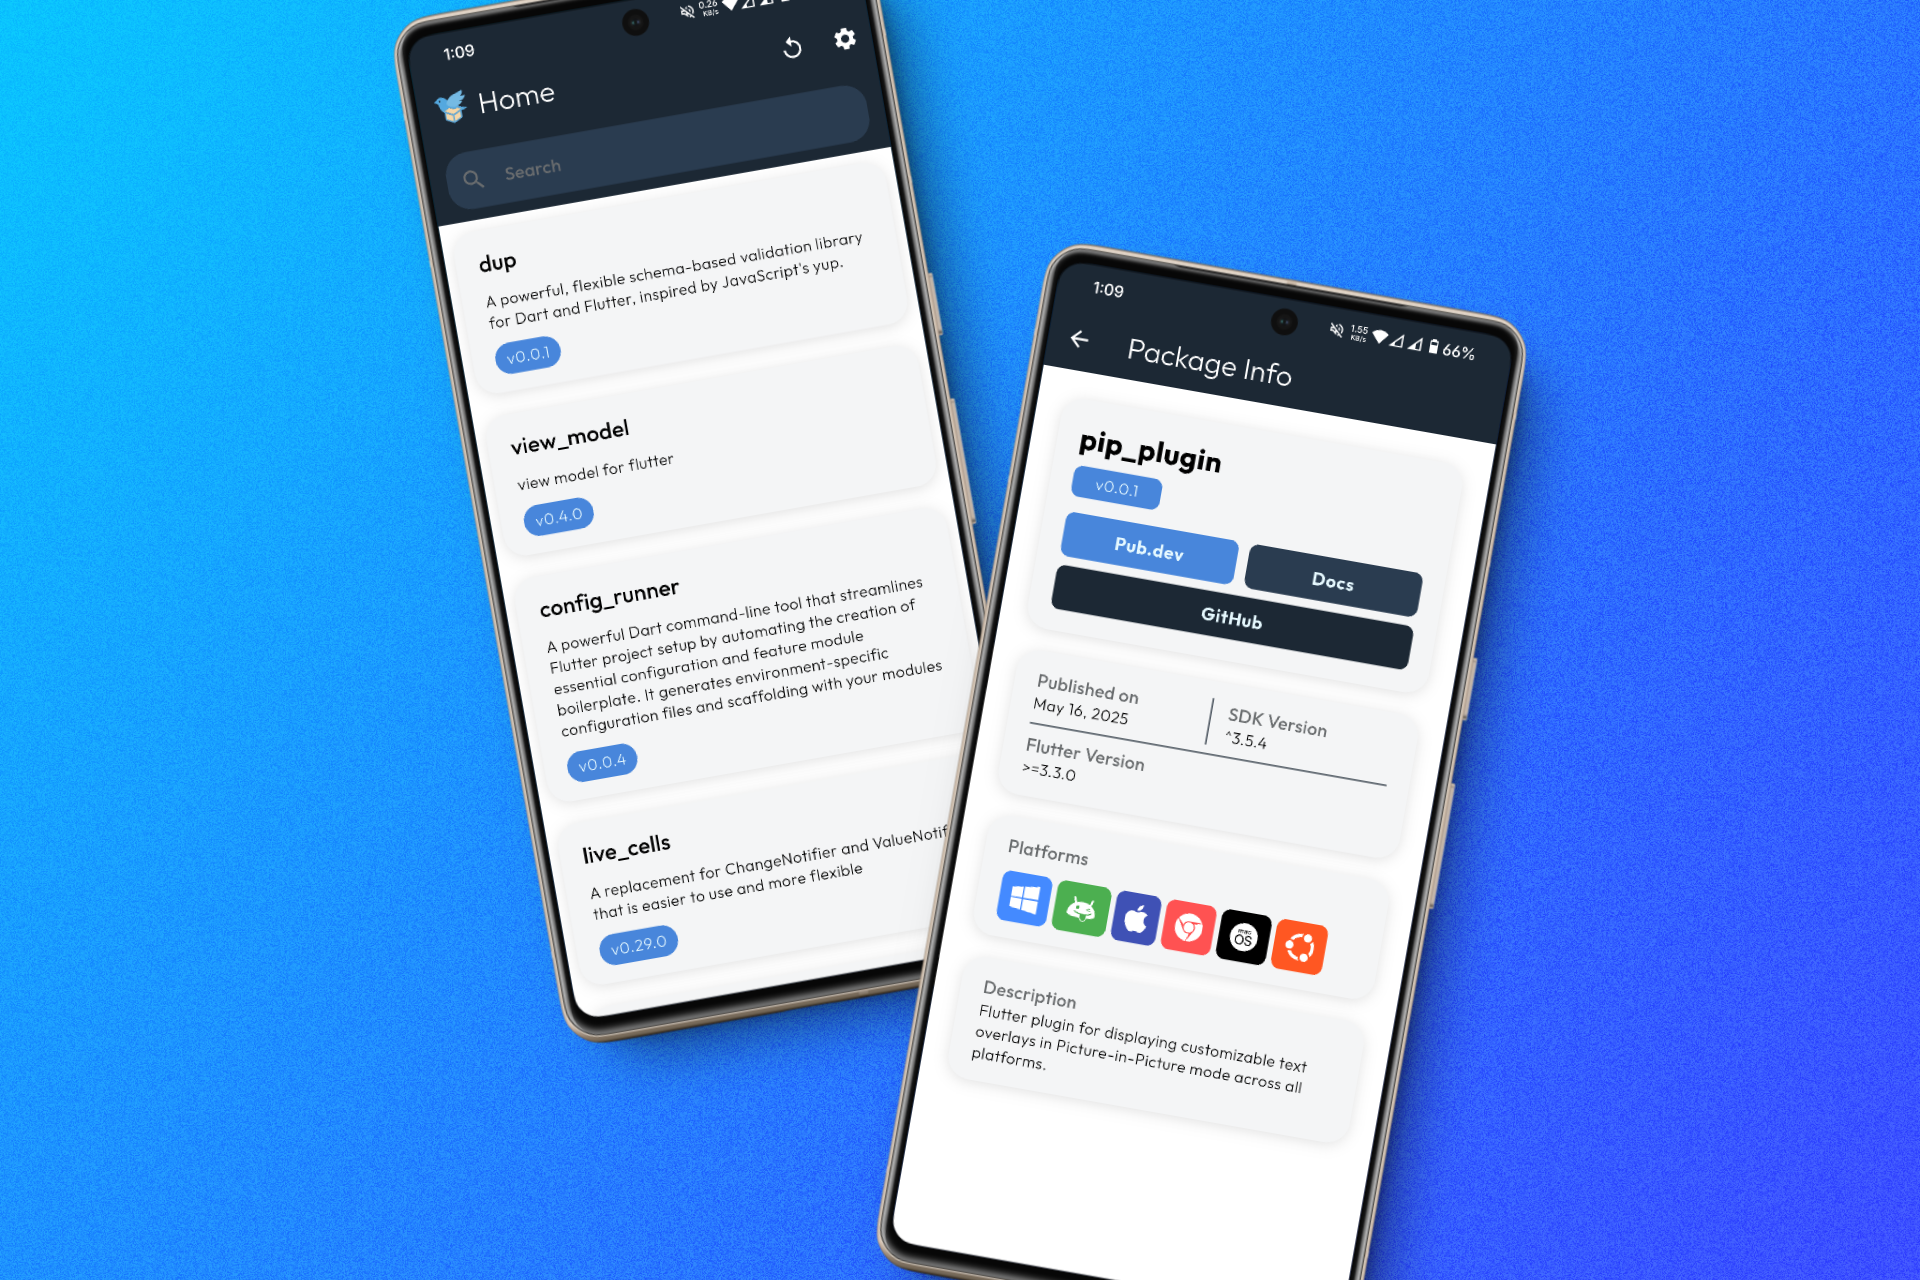 1:09
0.26
KB/s
Home
Search
dup
A powerful, flexible schema-based validation library
for Dart and Flutter, inspired by JavaScript's yup.
v0.0.1
view_model
view model for flutter
v0.4.0
config_runner
A powerful Dart command-line tool that streamlines
Flutter project setup by automating the creation of
essential configuration and feature module
boilerplate. It generates environment-specific
configuration files and scaffolding with your modules
v0.0.4
live_cells
A replacement for ChangeNotifier and ValueNotif
that is easier to use and more flexible
v0.29.0
1:09
1.55
KB/s
66%
Package Info
pip_plugin
v0.0.1
Pub.dev
Docs
GitHub
Published on
May 16, 2025
SDK Version
^3.5.4
Flutter Version
>=3.3.0
Platforms
mac
OS
Description
Flutter plugin for displaying customizable text
overlays in Picture-in-Picture mode across all
platforms.